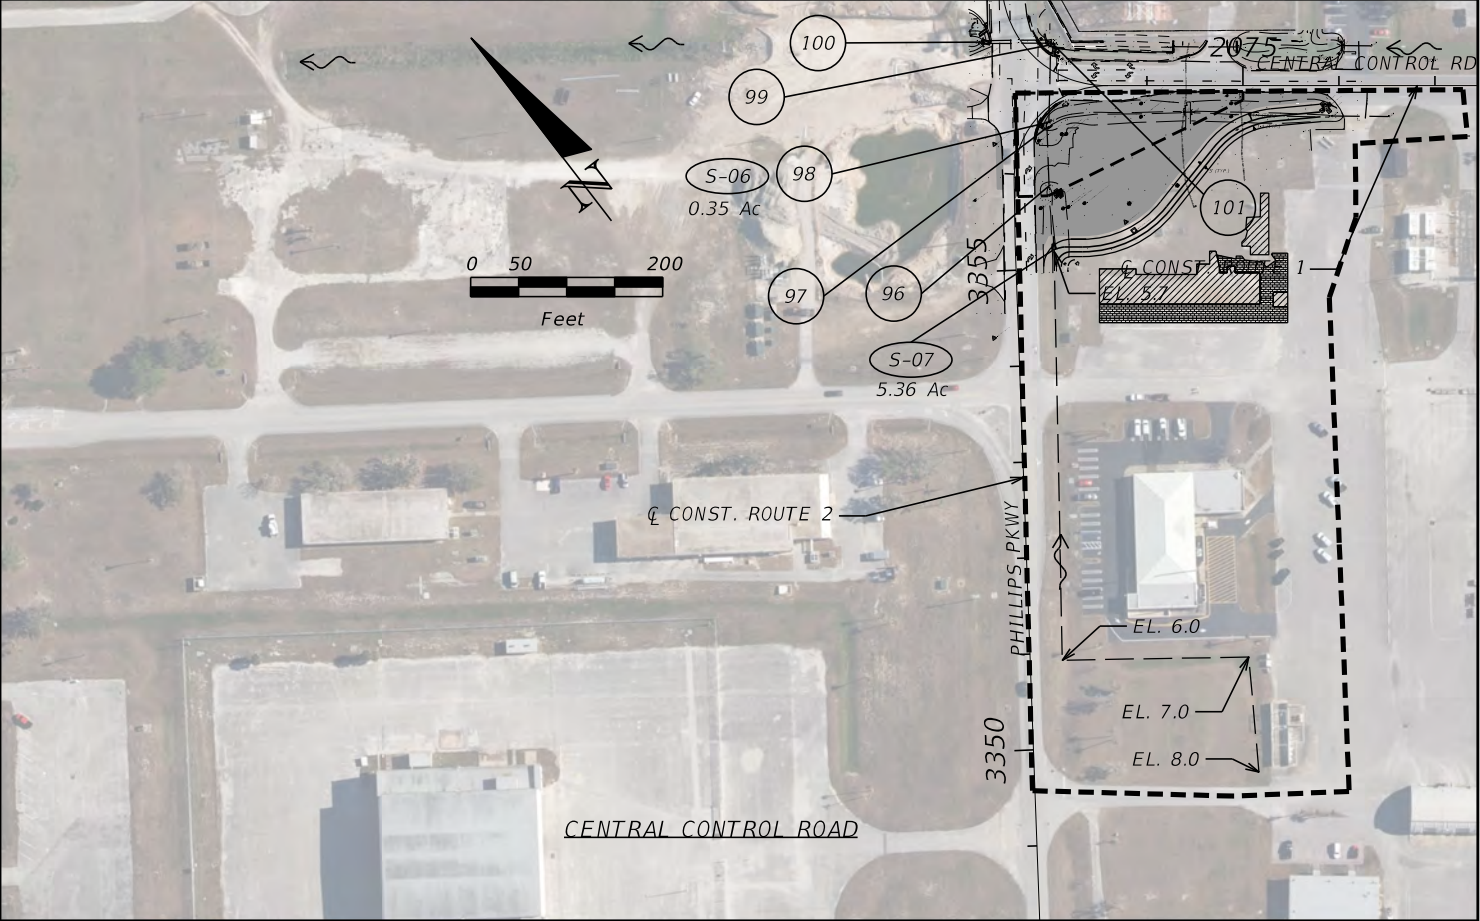 100
2075
CENTRAL CONTROL RD
99
S-06
0.35 Ac
98
101
0 50 200
Feet
97
96
3355
℄ CONST. 1
EL. 5.7
S-07
5.36 Ac
℄ CONST. ROUTE 2
PHILLIPS PKWY
EL. 6.0
EL. 7.0
3350
EL. 8.0
CENTRAL CONTROL ROAD